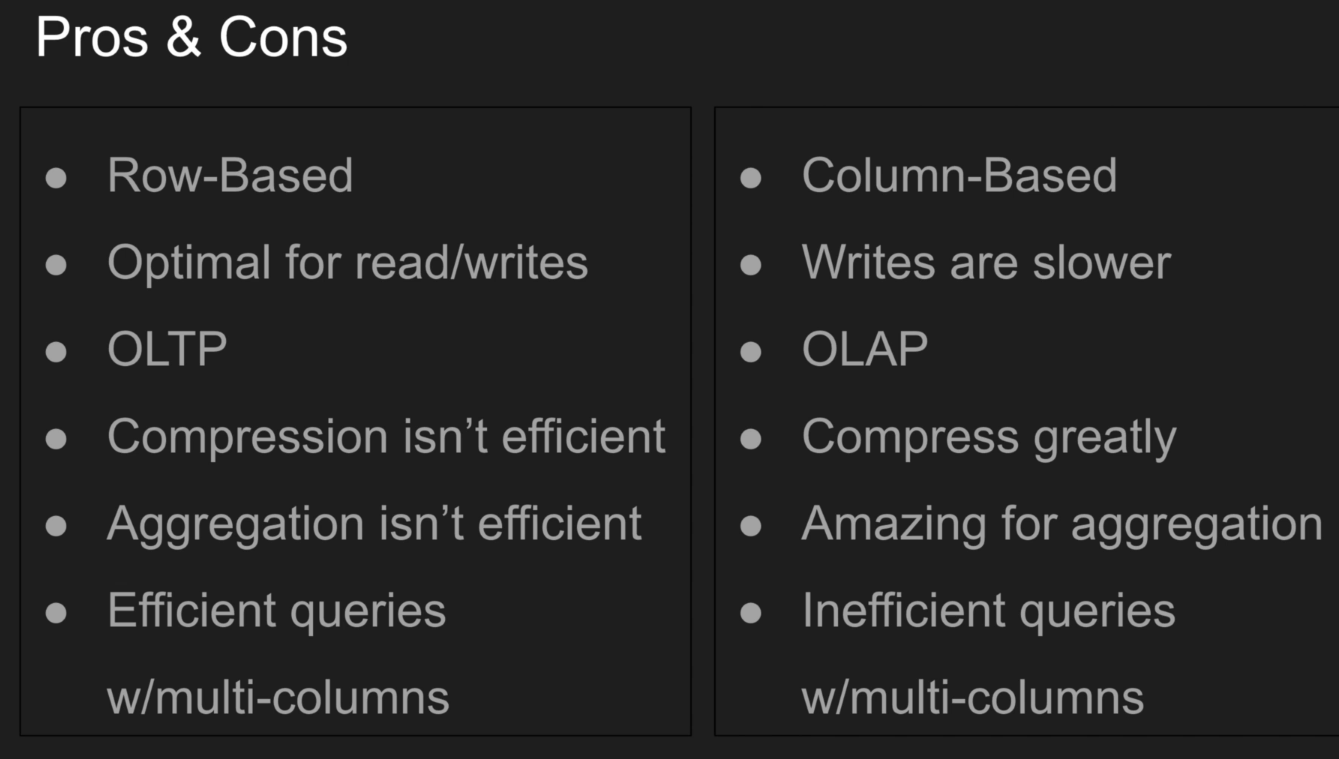 Pros & Cons
● Row-Based
● Optimal for read/writes
● OLTP
● Compression isn't efficient
● Aggregation isn't efficient
● Efficient queries
w/multi-columns
● Column-Based
● Writes are slower
● OLAP
● Compress greatly
● Amazing for aggregation
● Inefficient queries
w/multi-columns